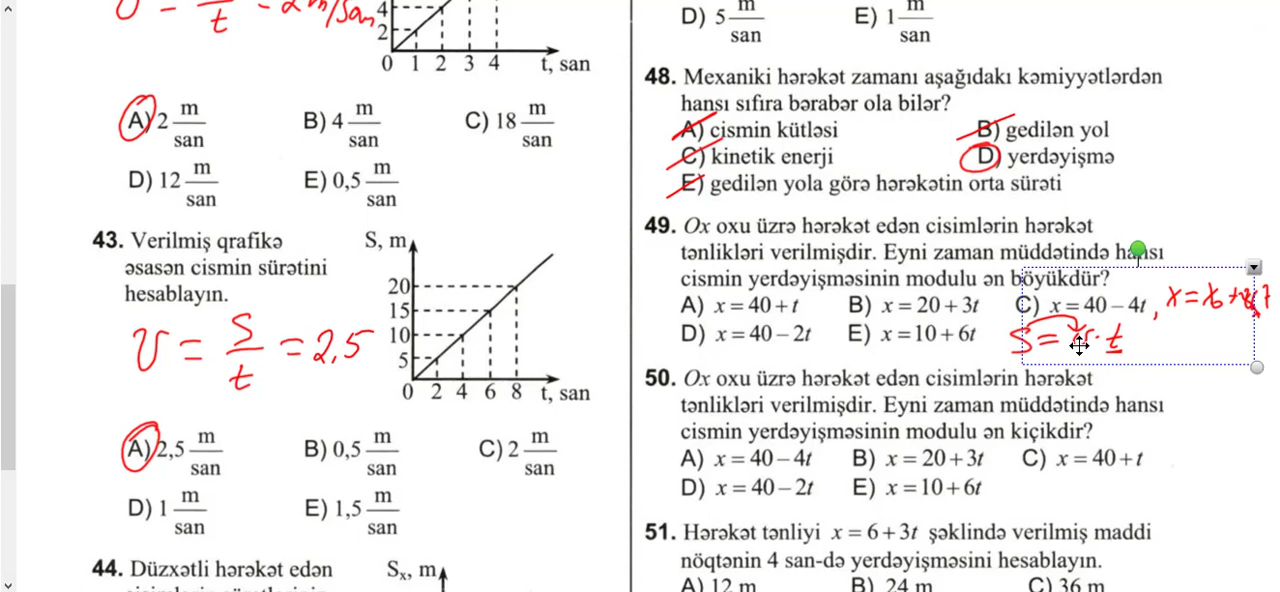 υ = — = 2 m/san
t
4
2
0 1 2 3 4 t, san
A) 2 m/san B) 4 m/san C) 18 m/san
D) 12 m/san E) 0,5 m/san
43. Verilmiş qrafikə
əsasən cismin sürətini
hesablayın.
S, m
20
15
10
5
0 2 4 6 8 t, san
υ = S/t = 2,5
A) 2,5 m/san B) 0,5 m/san C) 2 m/san
D) 1 m/san E) 1,5 m/san
44. Düzxətli hərəkət edən
Sₓ, m
D) 5 m/san E) 1 m/san
48. Mexaniki hərəkət zamanı aşağıdakı kəmiyyətlərdən
hansı sıfıra bərabər ola bilər?
A) cismin kütləsi B) gedilən yol
C) kinetik enerji D) yerdəyişmə
E) gedilən yola görə hərəkətin orta sürəti
49. Ox oxu üzrə hərəkət edən cisimlərin hərəkət
tənlikləri verilmişdir. Eyni zaman müddətində hansı
cismin yerdəyişməsinin modulu ən böyükdür?
A) x = 40 + t B) x = 20 + 3t C) x = 40 – 4t
D) x = 40 – 2t E) x = 10 + 6t
S = υ · t
50. Ox oxu üzrə hərəkət edən cisimlərin hərəkət
tənlikləri verilmişdir. Eyni zaman müddətində hansı
cismin yerdəyişməsinin modulu ən kiçikdir?
A) x = 40 – 4t B) x = 20 + 3t C) x = 40 + t
D) x = 40 – 2t E) x = 10 + 6t
51. Hərəkət tənliyi x = 6 + 3t şəklində verilmiş maddi
nöqtənin 4 san-də yerdəyişməsini hesablayın.
A) 12 m B) 24 m C) 36 m